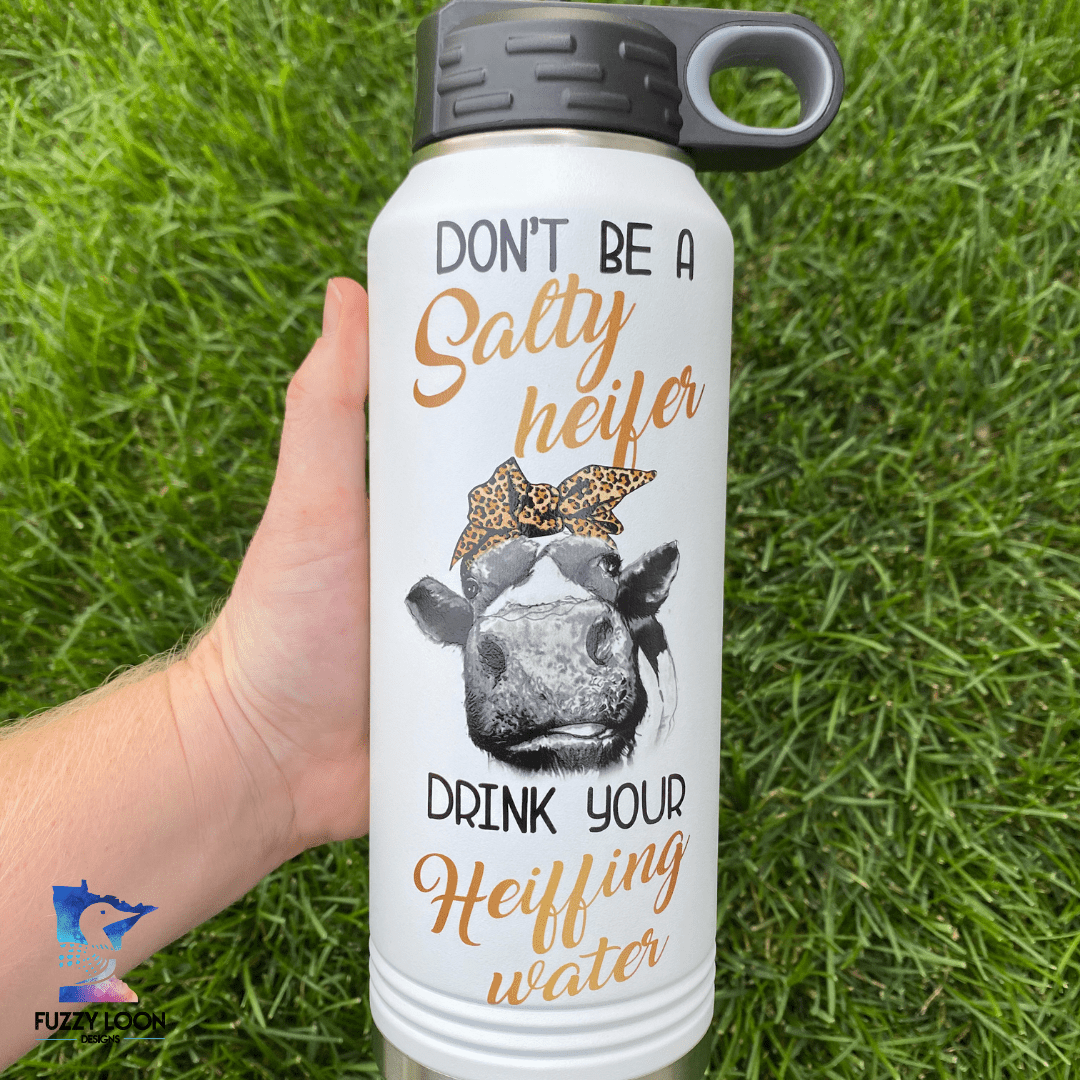 DON'T BE A
Salty
heifer
DRINK YOUR
Heiffing
water
FUZZY LOON
DESIGNS